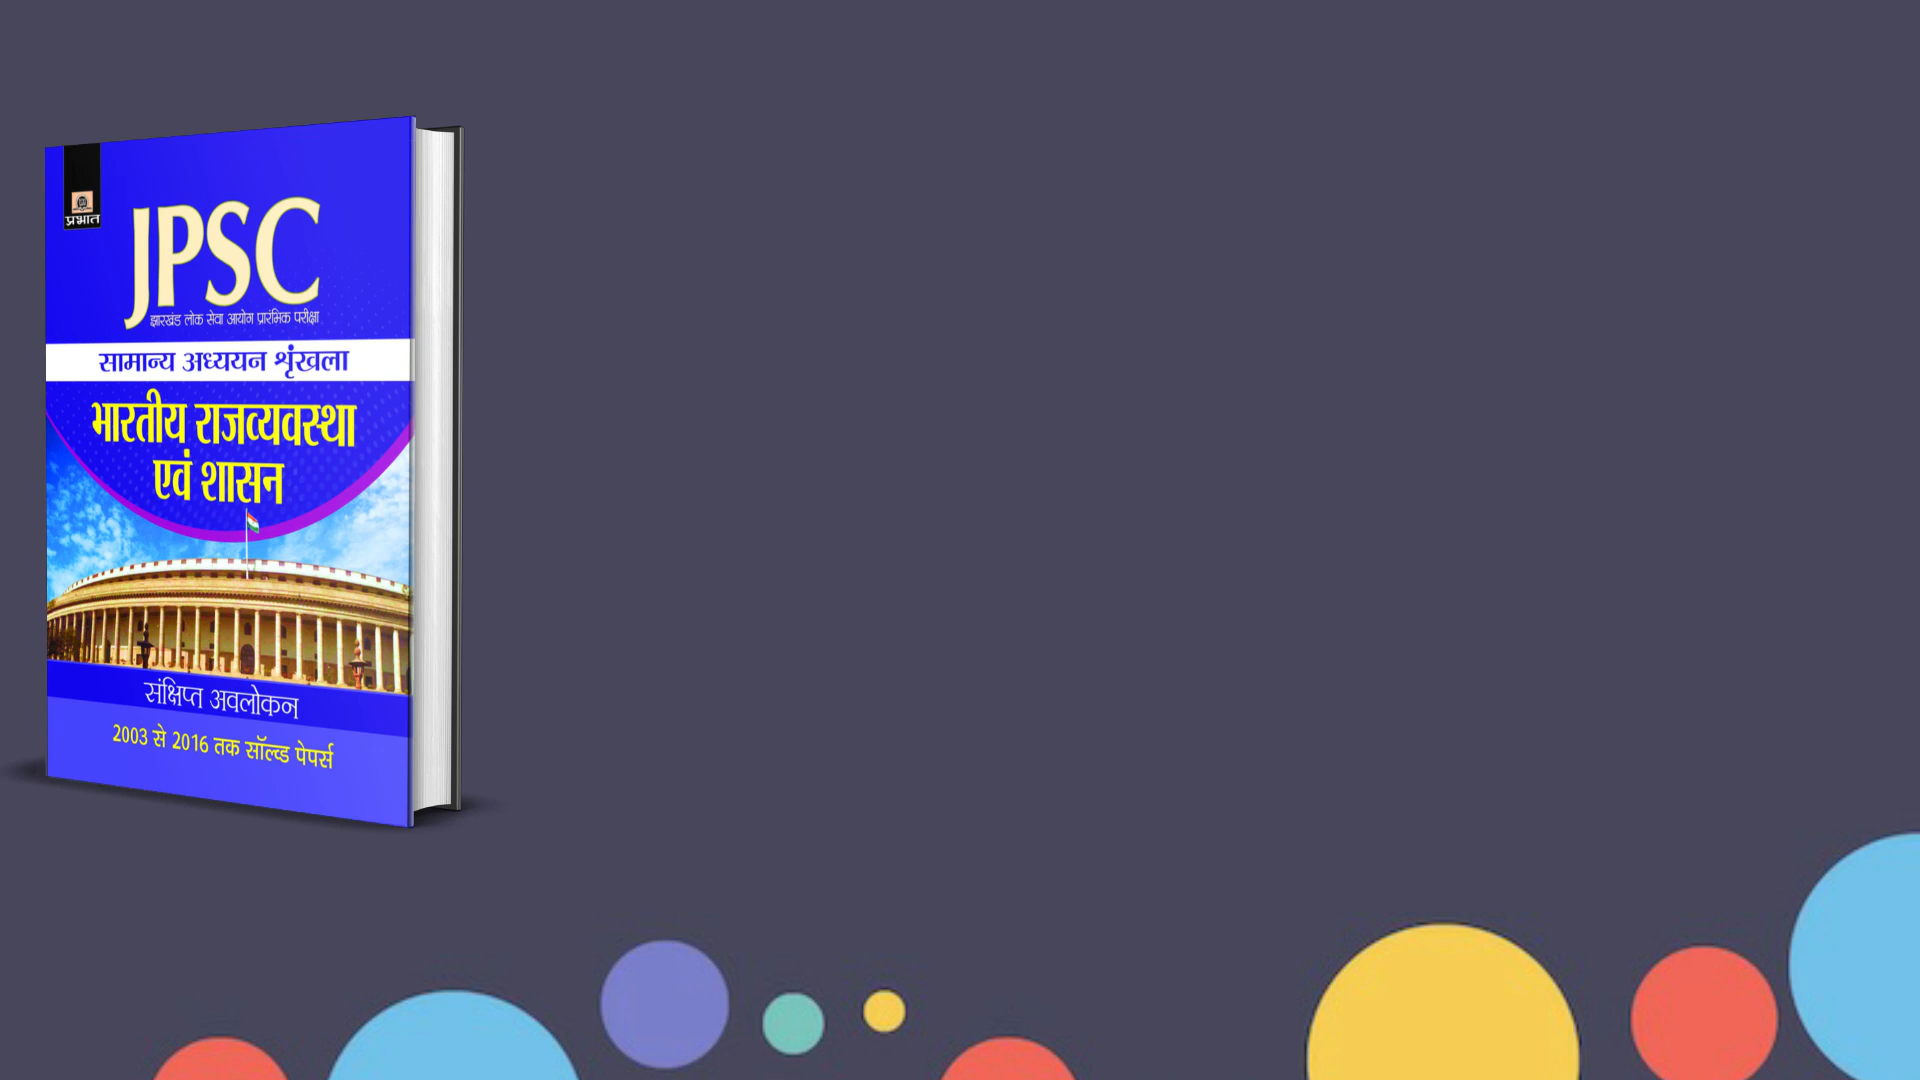 प्रभात
JPSC
झारखंड लोक सेवा आयोग प्रारंभिक परीक्षा
सामान्य अध्ययन शृंखला
भारतीय राजव्यवस्था
एवं शासन
संक्षिप्त अवलोकन
2003 से 2016 तक सॉल्व्ड पेपर्स